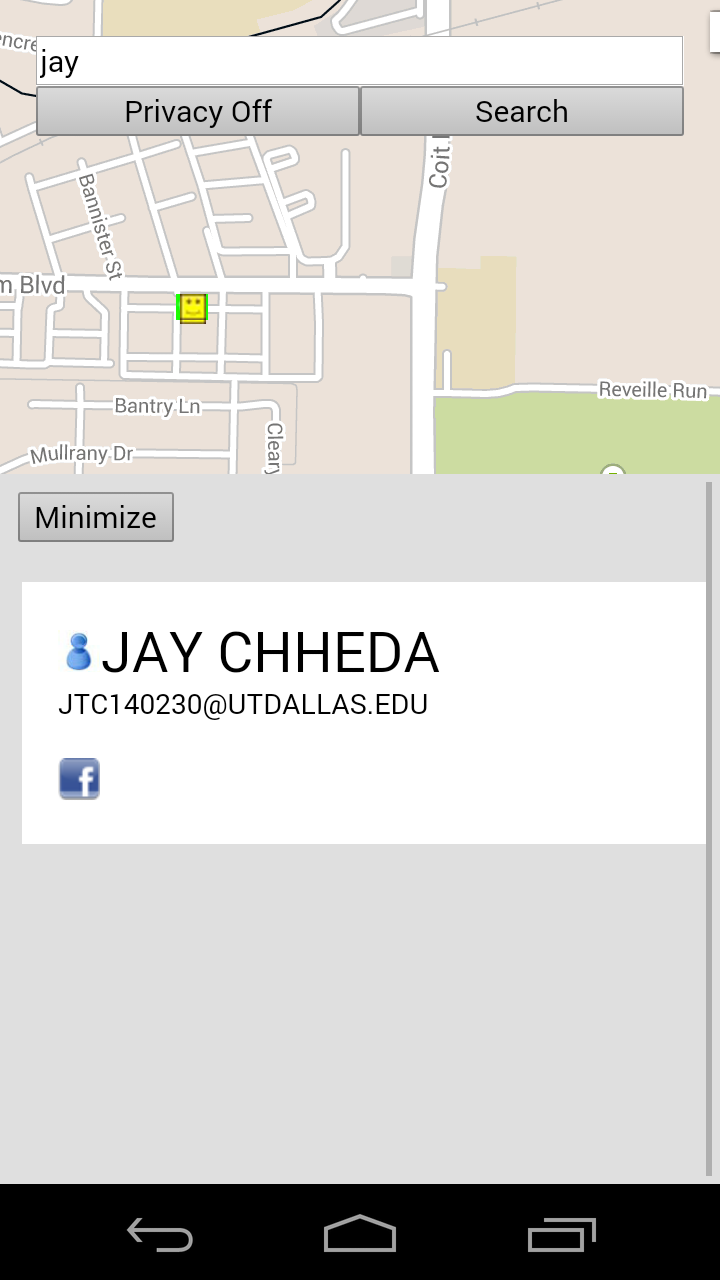 encre
jay
Privacy Off
Search
Coit
Bannister St
m Blvd
Reveille Run
Bantry Ln
Cleary
Mullrany Dr
Minimize
JAY CHHEDA
JTC140230@UTDALLAS.EDU
f